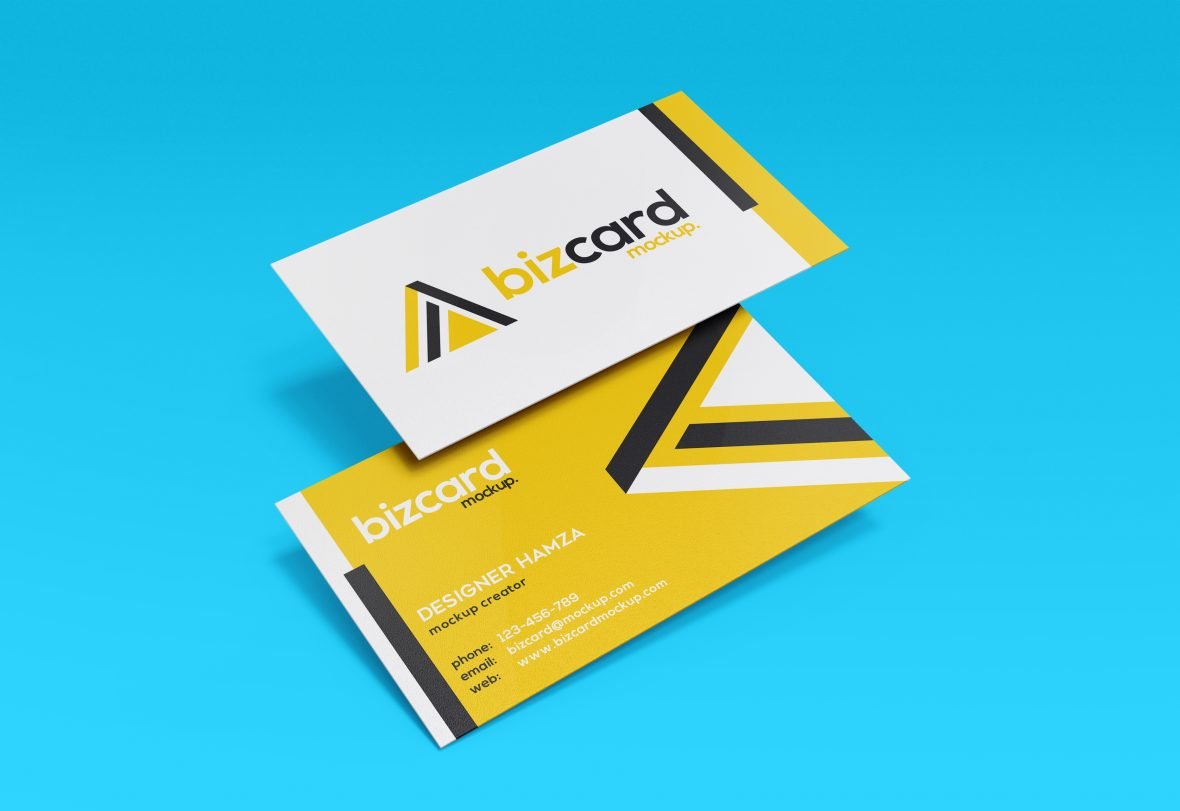 bizcard
mockup.
bizcard
mockup.
DESIGNER HAMZA
mockup creator
phone: 123-456-789
email: bizcard@mockup.com
web: www.bizcardmockup.com